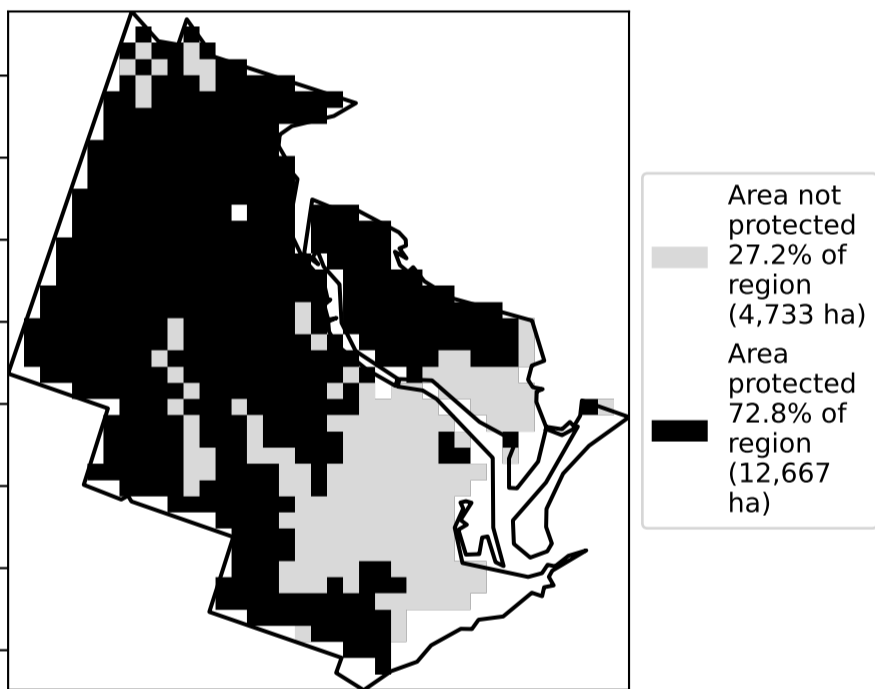 Area not
protected
27.2% of
region
(4,733 ha)
Area
protected
72.8% of
region
(12,667
ha)